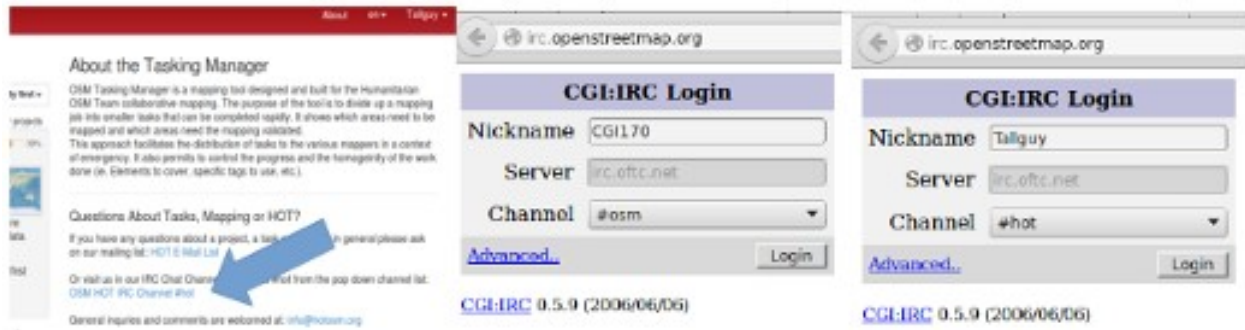 About en Tallguy
About the Tasking Manager
OSM Tasking Manager is a mapping tool designed and built for the Humanitarian
OSM Team collaborative mapping. The purpose of the tool is to divide up a mapping
job into smaller tasks that can be completed rapidly. It shows which areas need to be
mapped and which areas need the mapping validated.
This approach facilitates the distribution of tasks to the various mappers in a context
of emergency. It also permits to control the progress and the homogeneity of the work
done (ie. Elements to cover, specific tags to use, etc.).
Questions About Tasks, Mapping or HOT?
If you have any questions about a project, a task general please ask
on our mailing list: HOT E-Mail List
Or visit us in our IRC Chat #hot from the pop down channel list:
OSM HOT IRC Channel #hot
General inquiries and comments are welcomed at: info@hotosm.org
irc.openstreetmap.org
CGI:IRC Login
Nickname CGI170
Server irc.oftc.net
Channel #osm
Advanced.. Login
CGI:IRC 0.5.9 (2006/06/06)
irc.openstreetmap.org
CGI:IRC Login
Nickname Tallguy
Server irc.oftc.net
Channel #hot
Advanced.. Login
CGI:IRC 0.5.9 (2006/06/06)